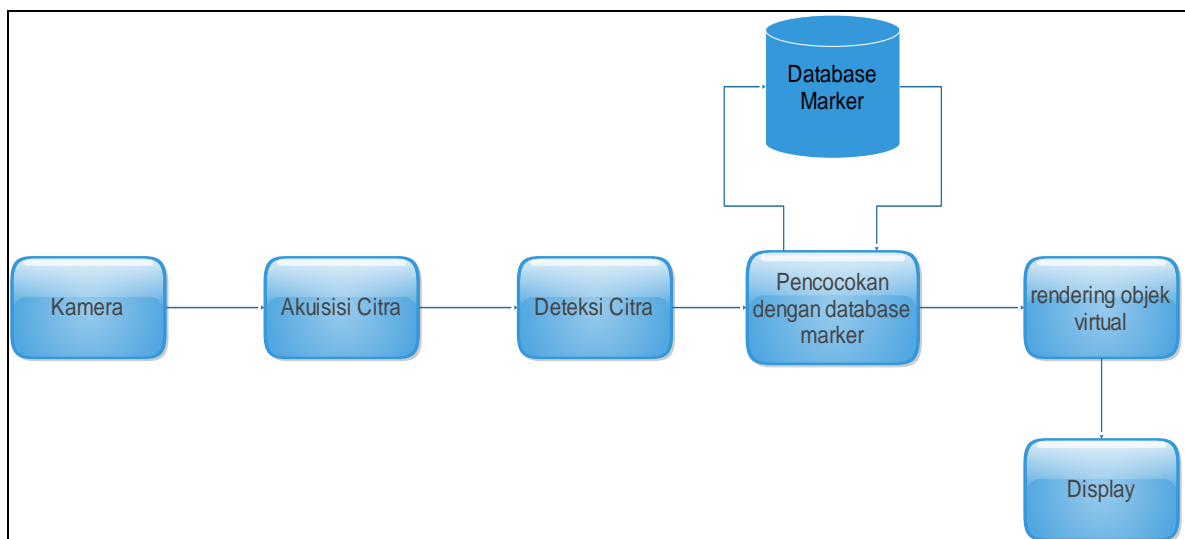 Database
Marker
Kamera
Akuisisi Citra
Deteksi Citra
Pencocokan
dengan database
marker
rendering objek
virtual
Display